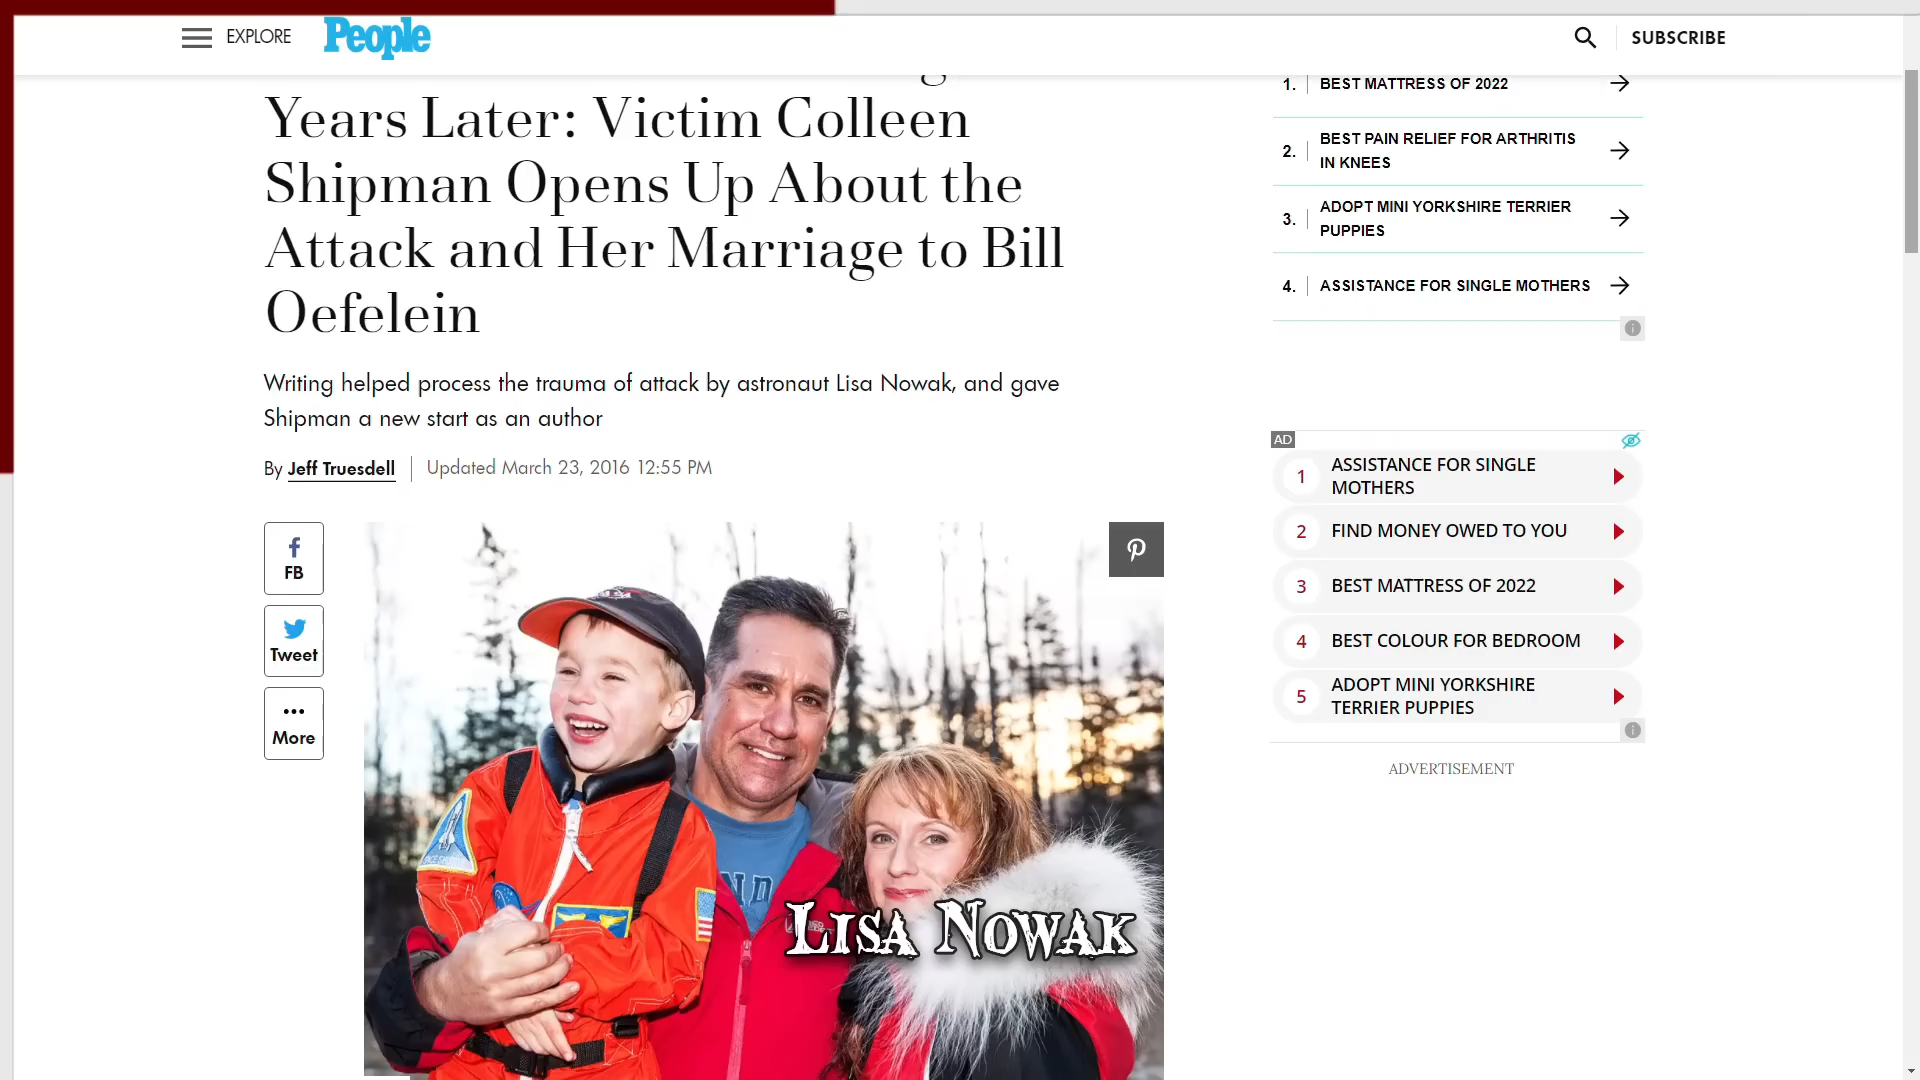 EXPLORE
People
SUBSCRIBE
Years Later: Victim Colleen
Shipman Opens Up About the
Attack and Her Marriage to Bill
Oefelein
Writing helped process the trauma of attack by astronaut Lisa Nowak, and gave
Shipman a new start as an author
By Jeff Truesdell
Updated March 23, 2016 12:55 PM
FB
Tweet
More
LISA NOWAK
1. BEST MATTRESS OF 2022
2. BEST PAIN RELIEF FOR ARTHRITIS
IN KNEES
3. ADOPT MINI YORKSHIRE TERRIER
PUPPIES
4. ASSISTANCE FOR SINGLE MOTHERS
AD
1 ASSISTANCE FOR SINGLE
MOTHERS
2 FIND MONEY OWED TO YOU
3 BEST MATTRESS OF 2022
4 BEST COLOUR FOR BEDROOM
5 ADOPT MINI YORKSHIRE
TERRIER PUPPIES
ADVERTISEMENT